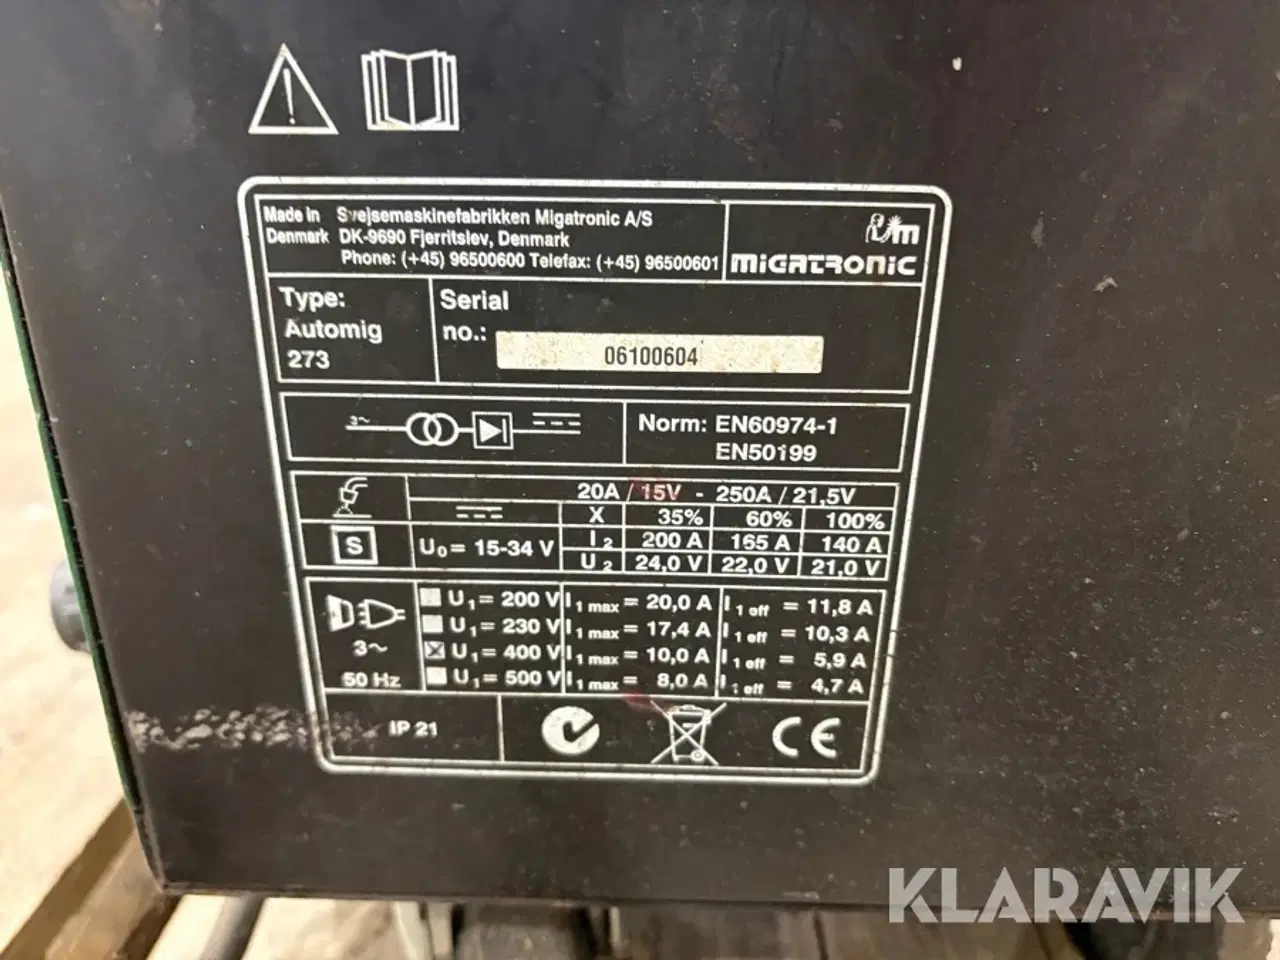 Made in Svejsemaskinefabrikken Migatronic A/S
Denmark DK-9690 Fjerritslev, Denmark
Phone: (+45) 96500600 Telefax: (+45) 96500601
m
MIGATRONIC
Type:
Automig
273
Serial
no.:
06100604
3~
Norm: EN60974-1
EN50199
20A / 15V - 250A / 21,5V
X 35% 60% 100%
S
U0= 15-34 V
I2 200 A 165 A 140 A
U2 24,0 V 22,0 V 21,0 V
3~
50 Hz
U1= 200 V I1 max = 20,0 A I1 eff = 11,8 A
U1= 230 V I1 max = 17,4 A I1 eff = 10,3 A
U1= 400 V I1 max = 10,0 A I1 eff = 5,9 A
U1= 500 V I1 max = 8,0 A I1 eff = 4,7 A
IP 21
CE
KLARAVIK